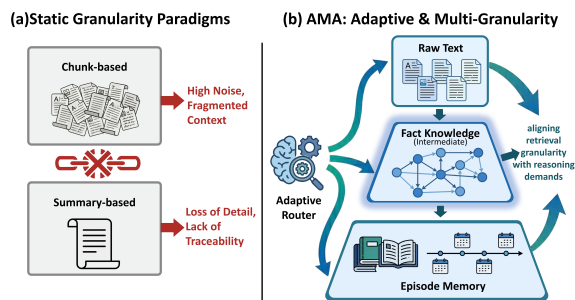 (a)Static Granularity Paradigms
Chunk-based
High Noise,
Fragmented
Context
Summary-based
Loss of Detail,
Lack of
Traceability
(b) AMA: Adaptive & Multi-Granularity
Raw Text
Fact Knowledge
(Intermediate)
Adaptive
Router
aligning
retrieval
granularity
with reasoning
demands
Episode Memory